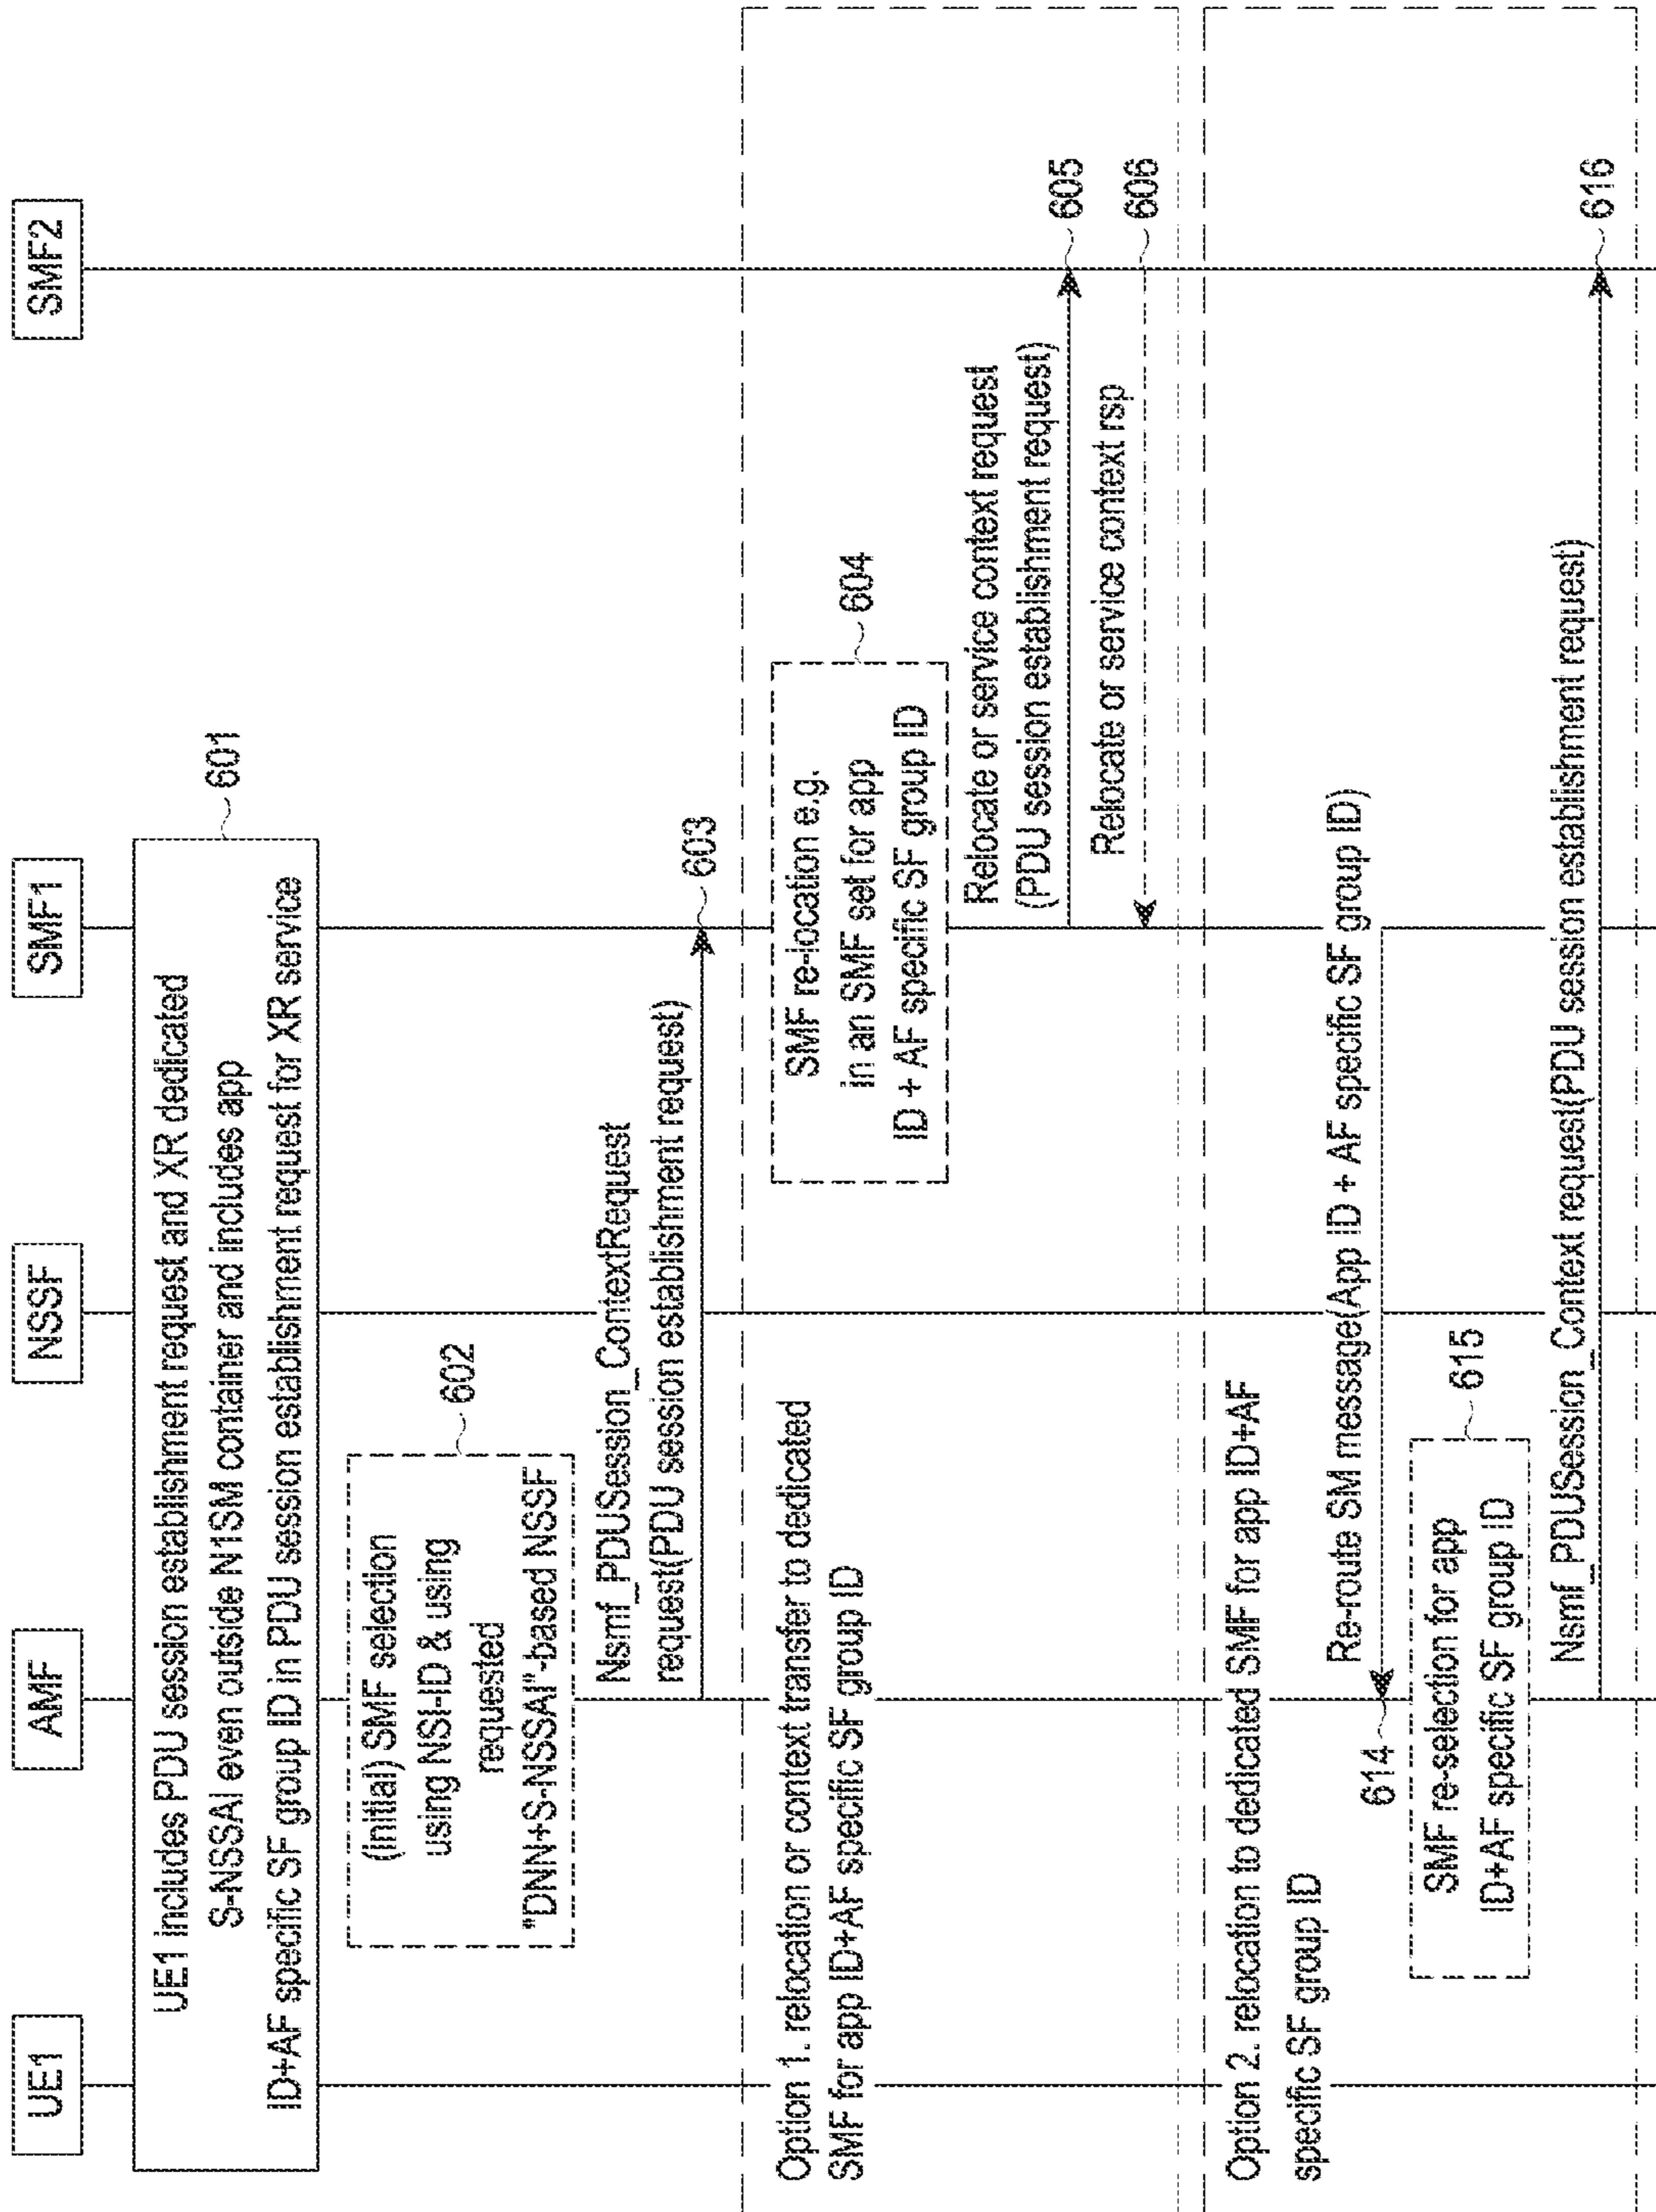 UE1
AMF
NSSF
SMF1
SMF2
UE1 includes PDU session establishment request and XR dedicated
S-NSSAI even outside N1SM container and includes app
ID+AF specific SF group ID in PDU session establishment request for XR service
601
(initial) SMF selection
using NSI-ID & using
requested
"DNN+S-NSSAI"-based NSSF
602
Nsmf_PDUSession_ContextRequest
request(PDU session establishment request)
603
Option 1. relocation or context transfer to dedicated
SMF for app ID+AF specific SF group ID
SMF re-location e.g.
in an SMF set for app
ID + AF specific SF group ID
604
Relocate or service context request
(PDU session establishment request)
605
Relocate or service context rsp
606
Option 2. relocation to dedicated SMF for app ID+AF
specific SF group ID
Re-route SM message(App ID + AF specific SF group ID)
614
SMF re-selection for app
ID+AF specific SF group ID
615
Nsmf_PDUSession_Context request(PDU session establishment request)
616